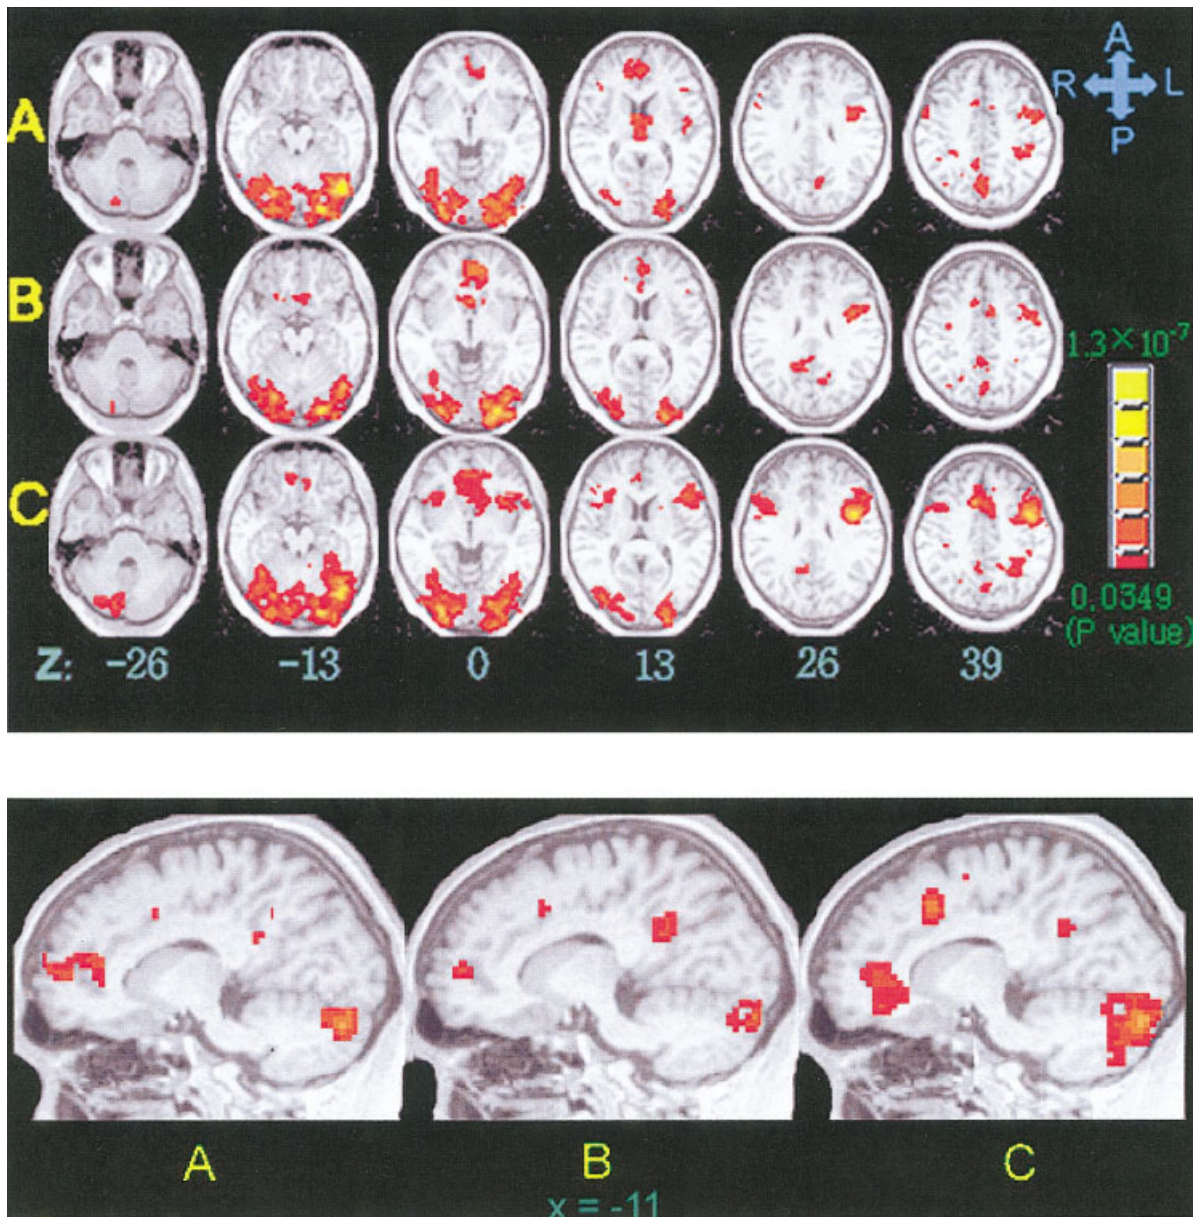 A
R L
P
A
B
C
1.3×10⁻⁷
0.0349
(P value)
Z: -26 -13 0 13 26 39
A B C
x = -11